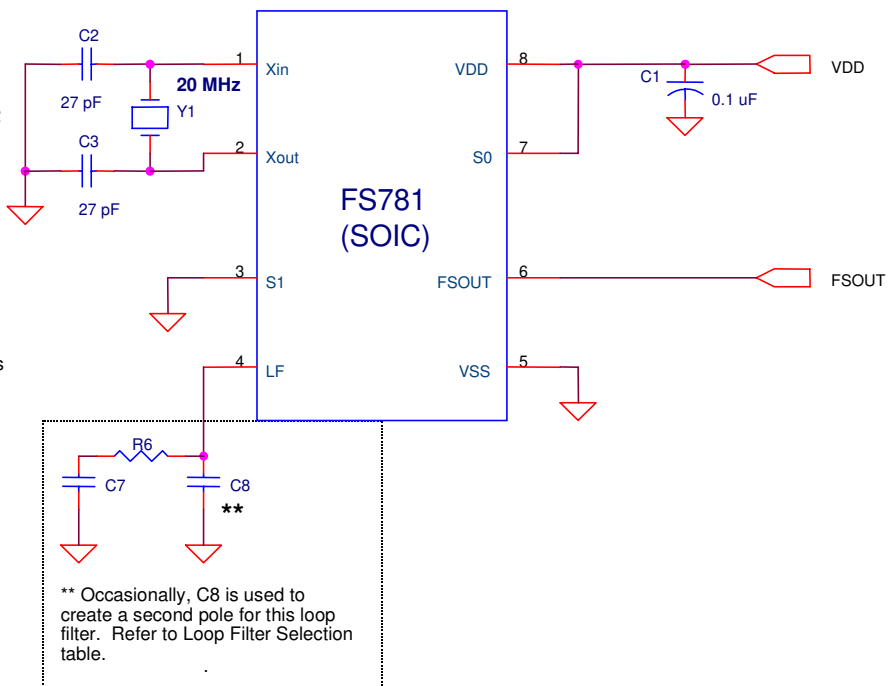 C2
27 pF
C3
27 pF
20 MHz
Y1
1
Xin
2
Xout
3
S1
4
LF
FS781
(SOIC)
8
VDD
7
S0
6
FSOUT
5
VSS
C1
0.1 uF
VDD
FSOUT
s
R6
C7
C8
**
** Occasionally, C8 is used to
create a second pole for this loop
filter. Refer to Loop Filter Selection
table.
.